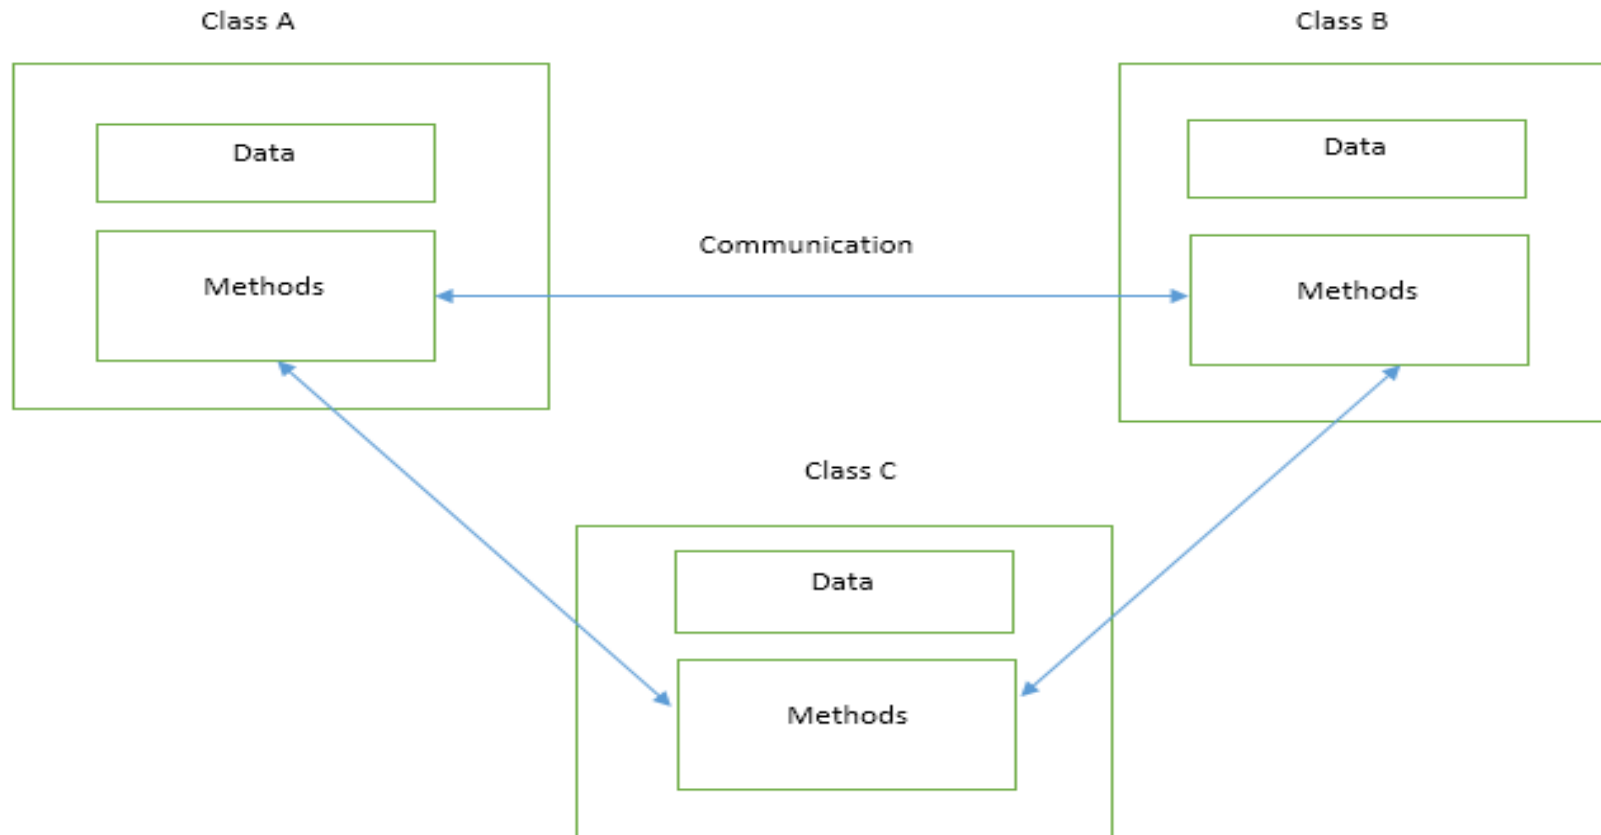 Class A
Class B
Data
Data
Methods
Communication
Methods
Class C
Data
Methods